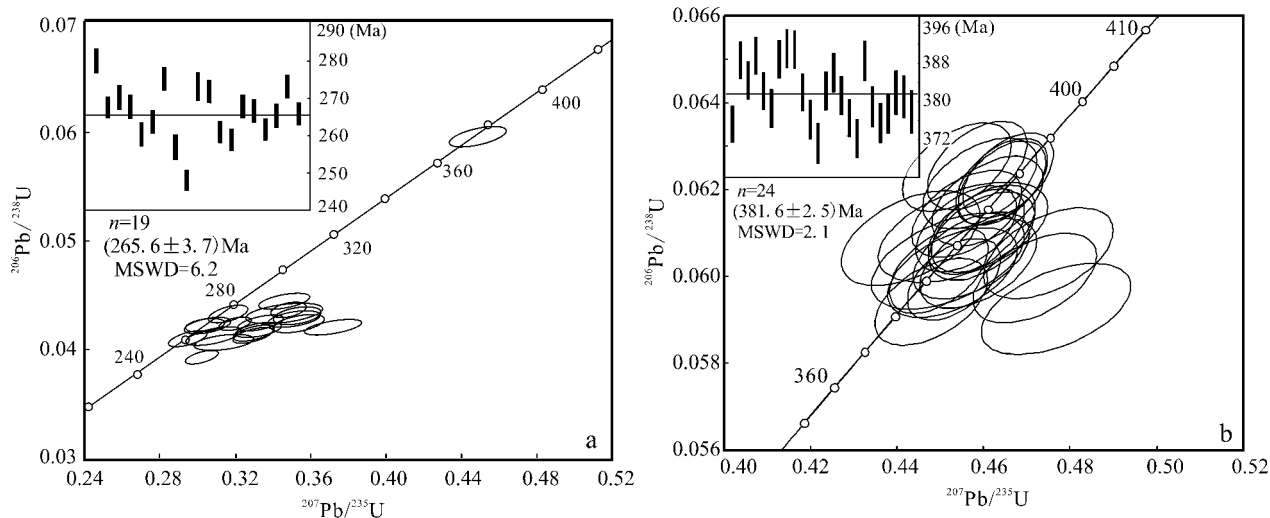 0.07
0.06
0.05
0.04
0.03
²⁰⁶Pb/²³⁸U
290 (Ma)
280
270
260
250
240
n=19
(265. 6±3. 7)Ma
MSWD=6.2
400
360
320
280
240
a
0.24 0.28 0.32 0.36 0.40 0.44 0.48 0.52
²⁰⁷Pb/²³⁵U
0.066
0.064
0.062
0.060
0.058
0.056
²⁰⁶Pb/²³⁸U
396 (Ma)
388
380
372
n=24
(381. 6±2. 5)Ma
MSWD=2. 1
410
400
360
b
0.40 0.42 0.44 0.46 0.48 0.50 0.52
²⁰⁷Pb/²³⁵U